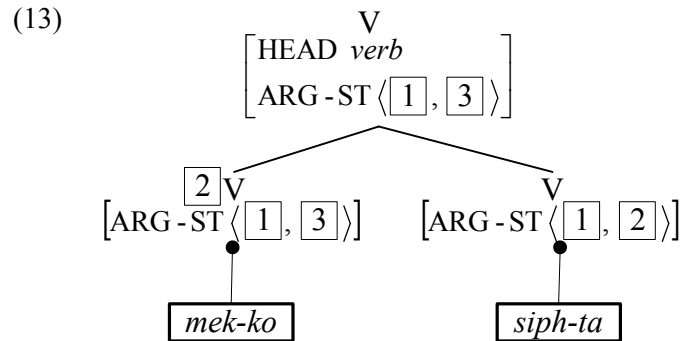 (13)
V
HEAD verb
ARG-ST ⟨ 1 , 3 ⟩
2 V V
[ARG-ST ⟨ 1 , 3 ⟩] [ARG-ST ⟨ 1 , 2 ⟩]
mek-ko siph-ta